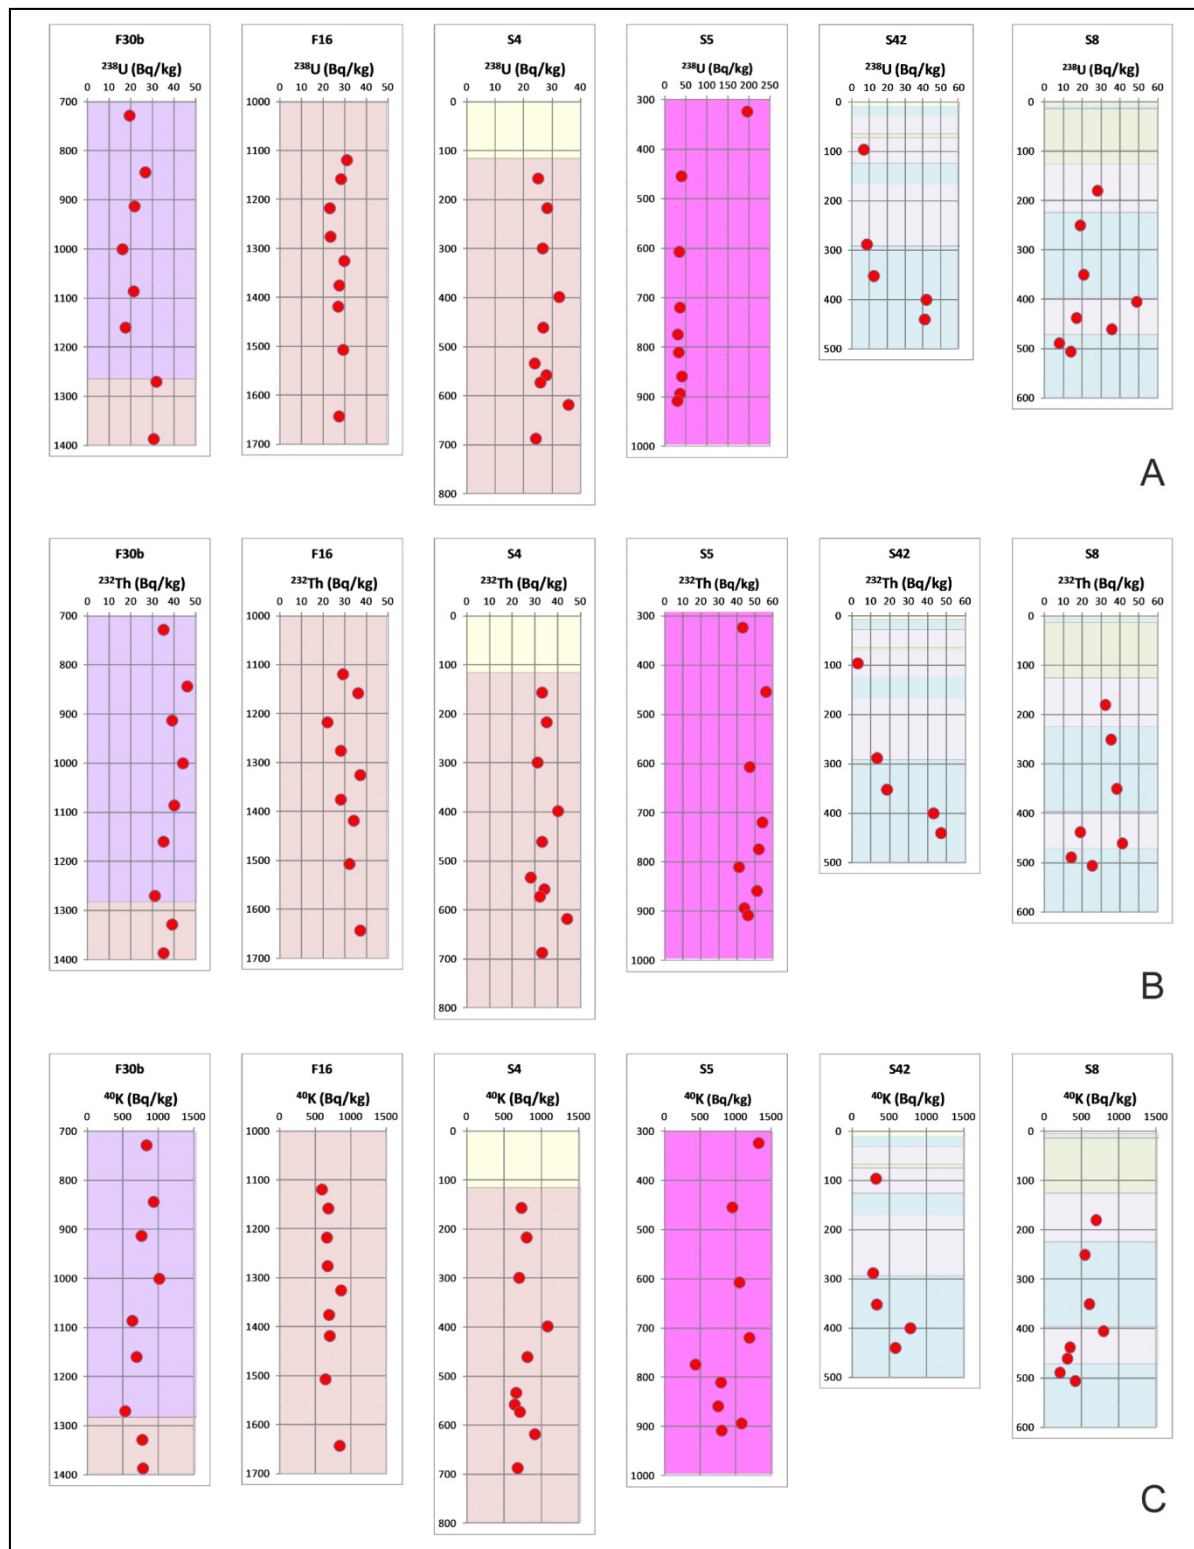 F30b
²³⁸U (Bq/kg)
0 10 20 30 40 50
700
800
900
1000
1100
1200
1300
1400
F16
²³⁸U (Bq/kg)
0 10 20 30 40 50
1000
1100
1200
1300
1400
1500
1600
1700
S4
²³⁸U (Bq/kg)
0 10 20 30 40
0
100
200
300
400
500
600
700
800
S5
²³⁸U (Bq/kg)
0 50 100 150 200 250
300
400
500
600
700
800
900
1000
S42
²³⁸U (Bq/kg)
0 10 20 30 40 50 60
0
100
200
300
400
500
S8
²³⁸U (Bq/kg)
0 10 20 30 40 50 60
0
100
200
300
400
500
600
A
F30b
²³²Th (Bq/kg)
0 10 20 30 40 50
700
800
900
1000
1100
1200
1300
1400
F16
²³²Th (Bq/kg)
0 10 20 30 40 50
1000
1100
1200
1300
1400
1500
1600
1700
S4
²³²Th (Bq/kg)
0 10 20 30 40 50
0
100
200
300
400
500
600
700
800
S5
²³²Th (Bq/kg)
0 10 20 30 40 50 60
300
400
500
600
700
800
900
1000
S42
²³²Th (Bq/kg)
0 10 20 30 40 50 60
0
100
200
300
400
500
S8
²³²Th (Bq/kg)
0 10 20 30 40 50 60
0
100
200
300
400
500
600
B
F30b
⁴⁰K (Bq/kg)
0 500 1000 1500
700
800
900
1000
1100
1200
1300
1400
F16
⁴⁰K (Bq/kg)
0 500 1000 1500
1000
1100
1200
1300
1400
1500
1600
1700
S4
⁴⁰K (Bq/kg)
0 500 1000 1500
0
100
200
300
400
500
600
700
800
S5
⁴⁰K (Bq/kg)
0 500 1000 1500
300
400
500
600
700
800
900
1000
S42
⁴⁰K (Bq/kg)
0 500 1000 1500
0
100
200
300
400
500
S8
⁴⁰K (Bq/kg)
0 500 1000 1500
0
100
200
300
400
500
600
C